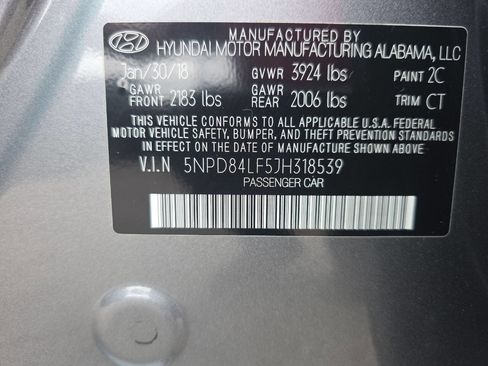 MANUFACTURED BY
HYUNDAI MOTOR MANUFACTURING ALABAMA, LLC
Jan/30/18 GVWR 3924 lbs PAINT 2C
GAWR FRONT 2183 lbs GAWR REAR 2006 lbs TRIM CT
THIS VEHICLE CONFORMS TO ALL APPLICABLE U.S.A. FEDERAL
MOTOR VEHICLE SAFETY, BUMPER, AND THEFT PREVENTION STANDARDS
IN EFFECT ON THE DATE OF MANUFACTURE SHOWN ABOVE.
V.I.N 5NPD84LF5JH318539
PASSENGER CAR